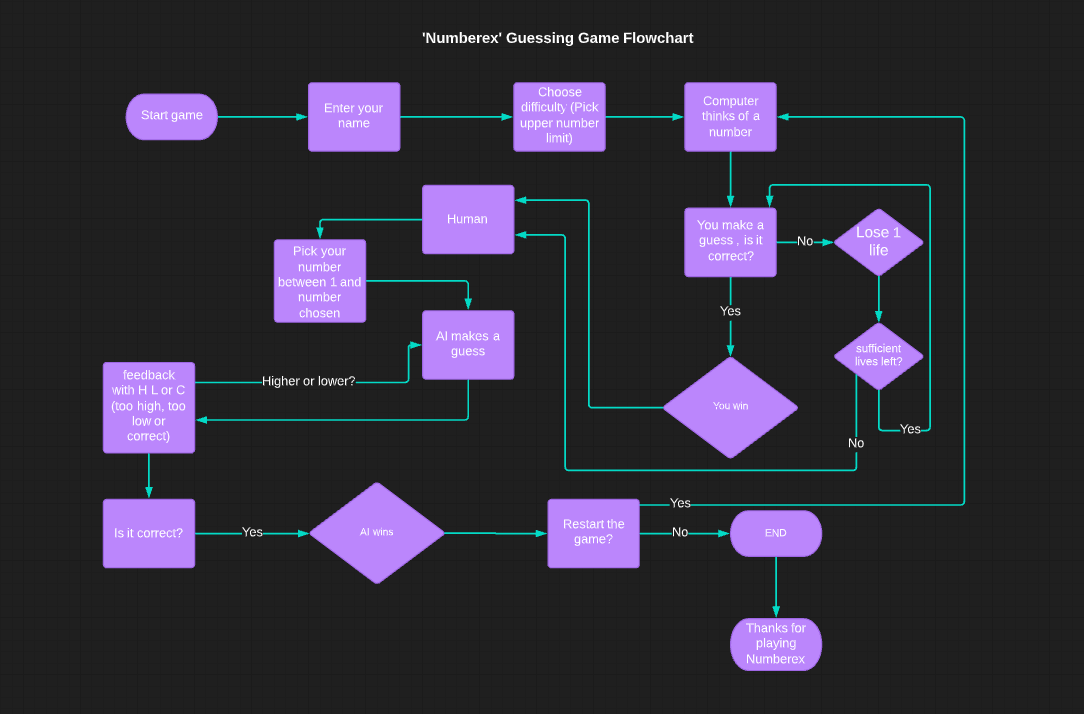 'Numberex' Guessing Game Flowchart
Start game
Enter your
name
Choose
difficulty (Pick
upper number
limit)
Computer
thinks of a
number
Human
You make a
guess , is it
correct?
No
Lose 1
life
Pick your
number
between 1 and
number
chosen
Yes
AI makes a
guess
sufficient
lives left?
feedback
with H L or C
(too high, too
low or
correct)
Higher or lower?
You win
Yes
No
Is it correct?
Yes
AI wins
Restart the
game?
Yes
No
END
Thanks for
playing
Numberex